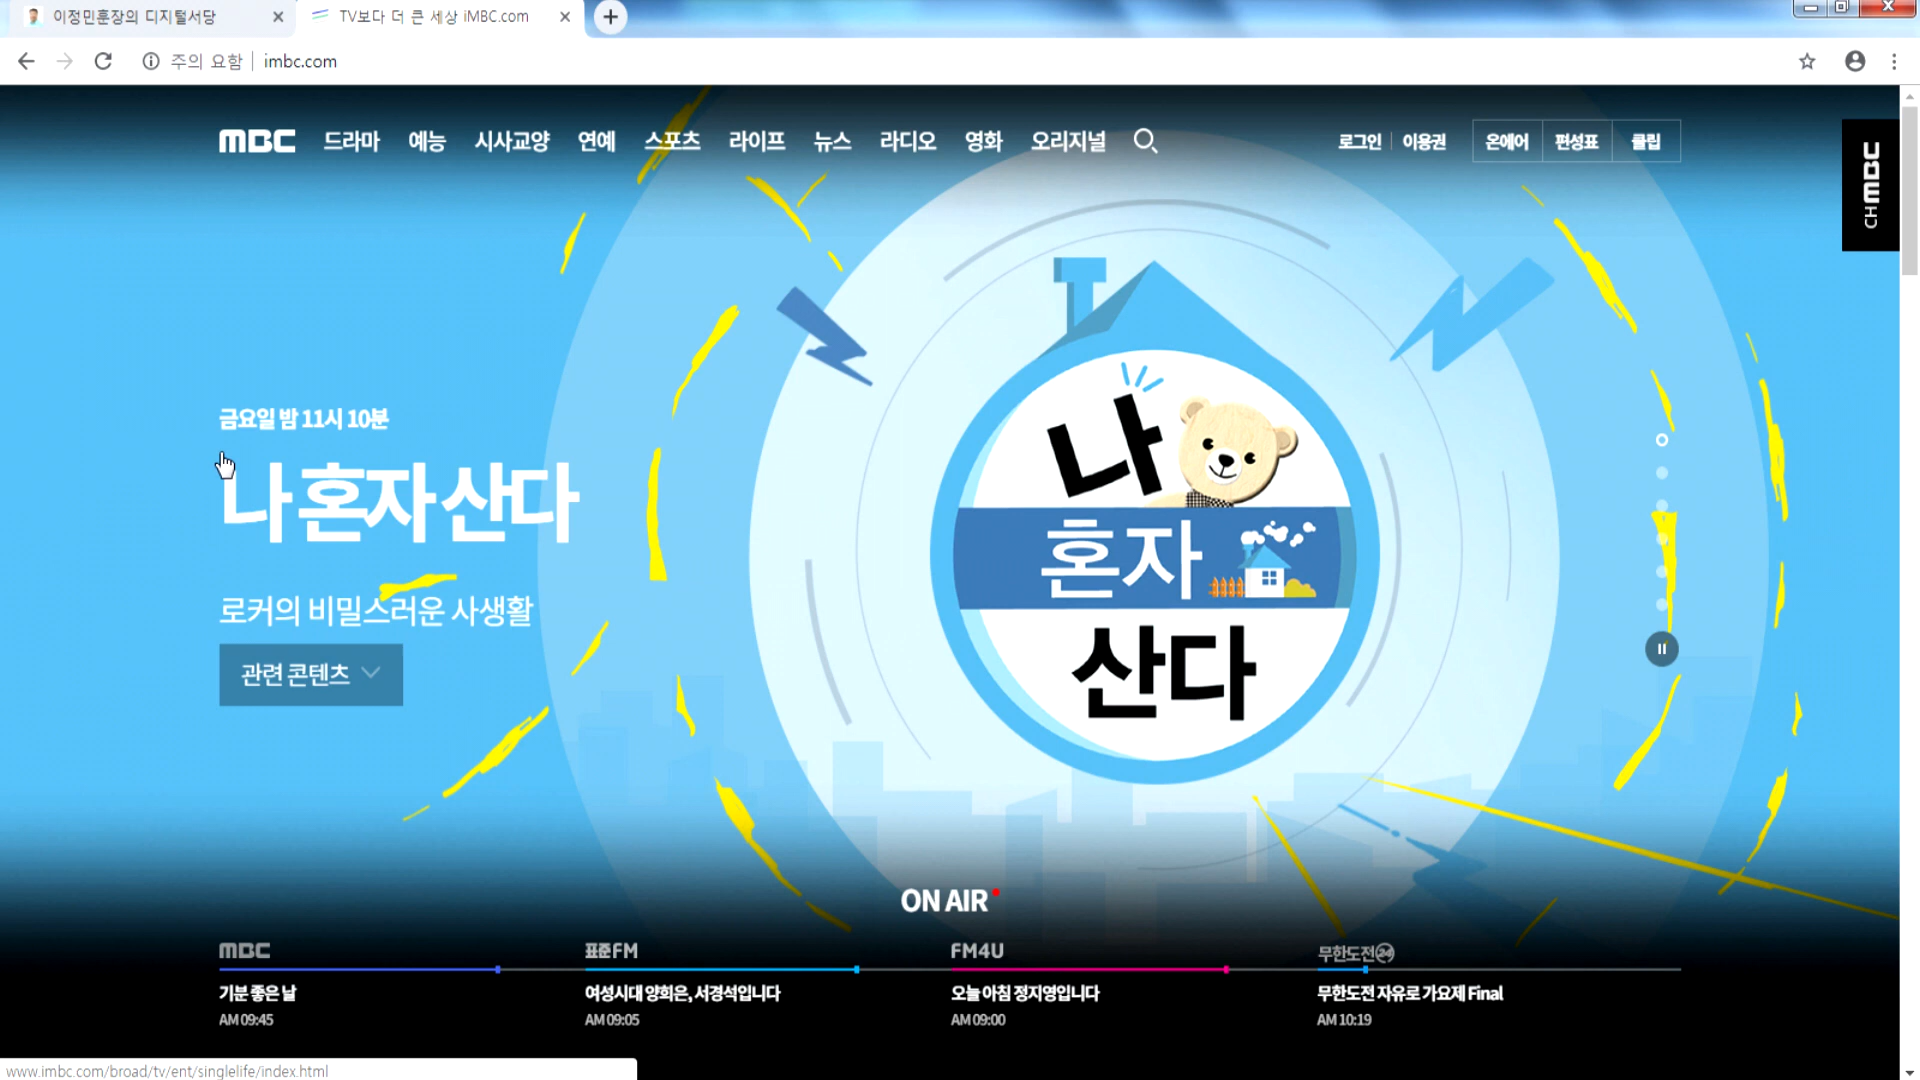 이정민훈장의 디지털서당
TV보다 더 큰 세상 iMBC.com
주의 요함 imbc.com
MBC 드라마 예능 시사교양 연예 스포츠 라이프 뉴스 라디오 영화 오리지널 로그인 이용권 온에어 편성표 클립
CH MBC
금요일 밤 11시 10분
나 혼자 산다
로커의 비밀스러운 사생활
관련 콘텐츠
나
혼자
산다
ON AIR
MBC 표준FM FM4U 무한도전24
기분 좋은 날 여성시대 양희은, 서경석입니다 오늘 아침 정지영입니다 무한도전 자유로 가요제 Final
AM 09:45 AM 09:05 AM 09:00 AM 10:19
www.imbc.com/broad/tv/ent/singlelife/index.html